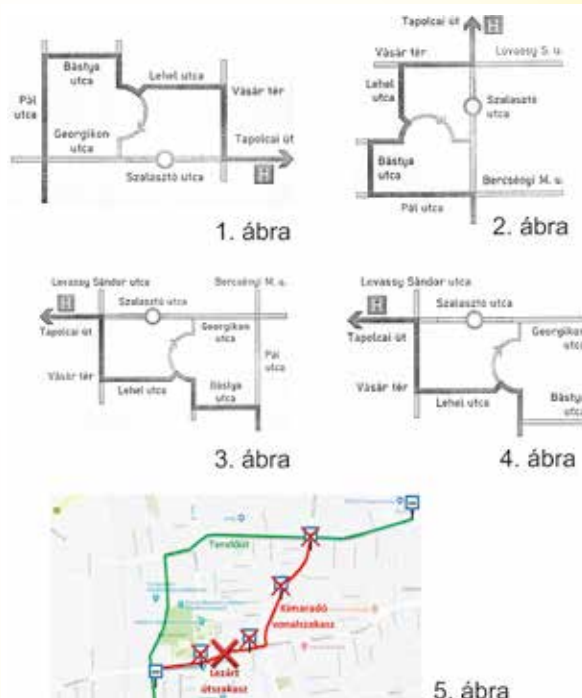 Bástya
utca
Lehel utca
Pál
utca
Vásár tér
Georgikon
utca
Tapolcai út
H
Szalasztó utca
1. ábra
Tapolcai út
H
Vásár tér
Lovassy S. u.
Lehel
utca
Szalasztó
utca
Bástya
utca
Bercsényi M. u.
Pál utca
2. ábra
Lovassy Sándor utca
Bercsényi M. u.
H
Szalasztó utca
Tapolcai út
Georgikon
utca
Pál
utca
Vásár tér
Bástya
utca
Lehel utca
3. ábra
Lovassy Sándor utca
H
Szalasztó utca
Tapolcai út
Georgikon
utca
Vásár tér
Lehel utca
Bástya
utca
4. ábra
Terelőút
Kimaradó
vonalszakasz
Lezárt
útszakasz
5. ábra